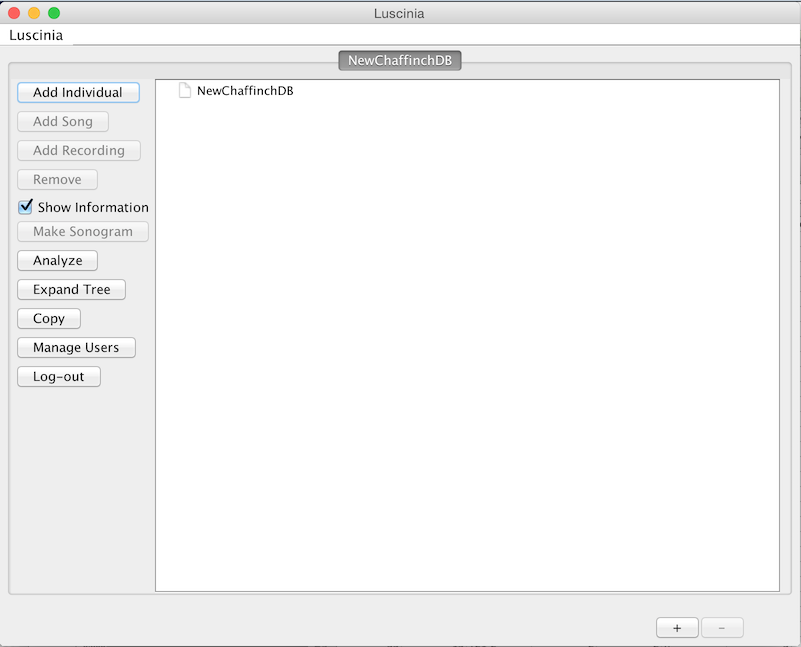 Luscinia
Luscinia
NewChaffinchDB
Add Individual
NewChaffinchDB
Add Song
Add Recording
Remove
Show Information
Make Sonogram
Analyze
Expand Tree
Copy
Manage Users
Log-out
+ -